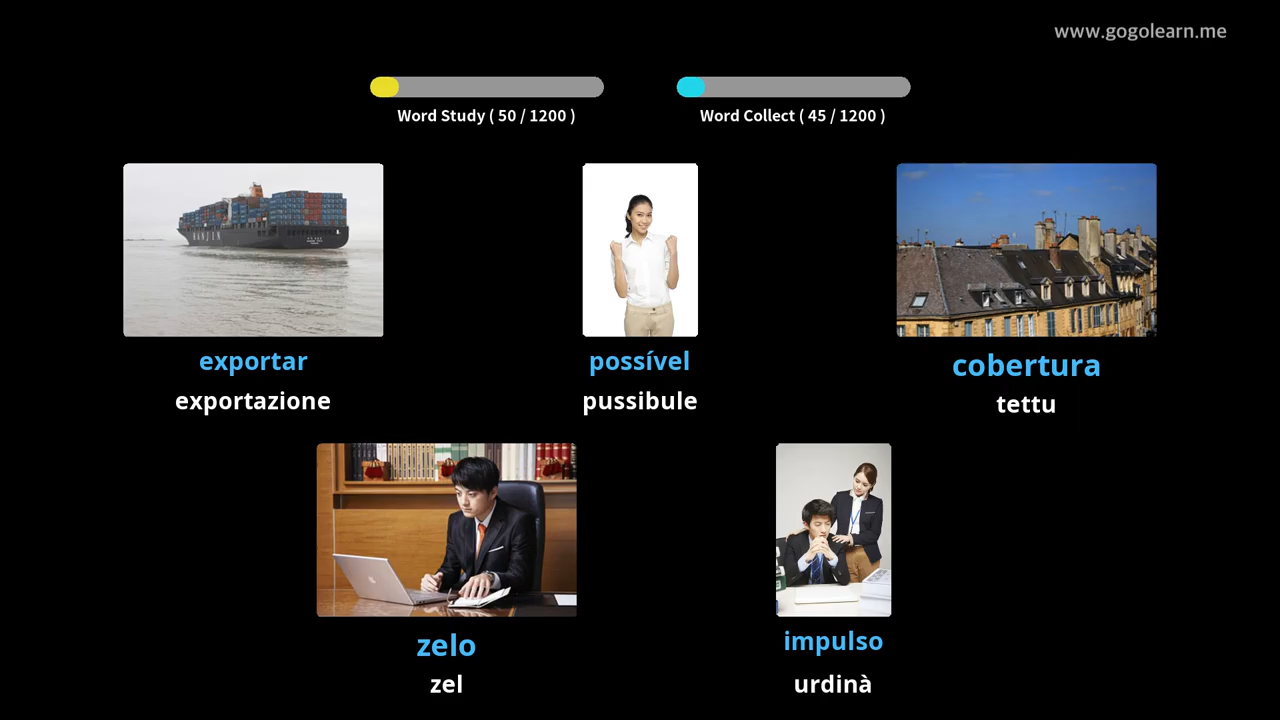 www.gogolearn.me
Word Study ( 50 / 1200 )
Word Collect ( 45 / 1200 )
HANJIN
exportar
possível
cobertura
exportazione
pussibule
tettu
zelo
impulso
zel
urdinà